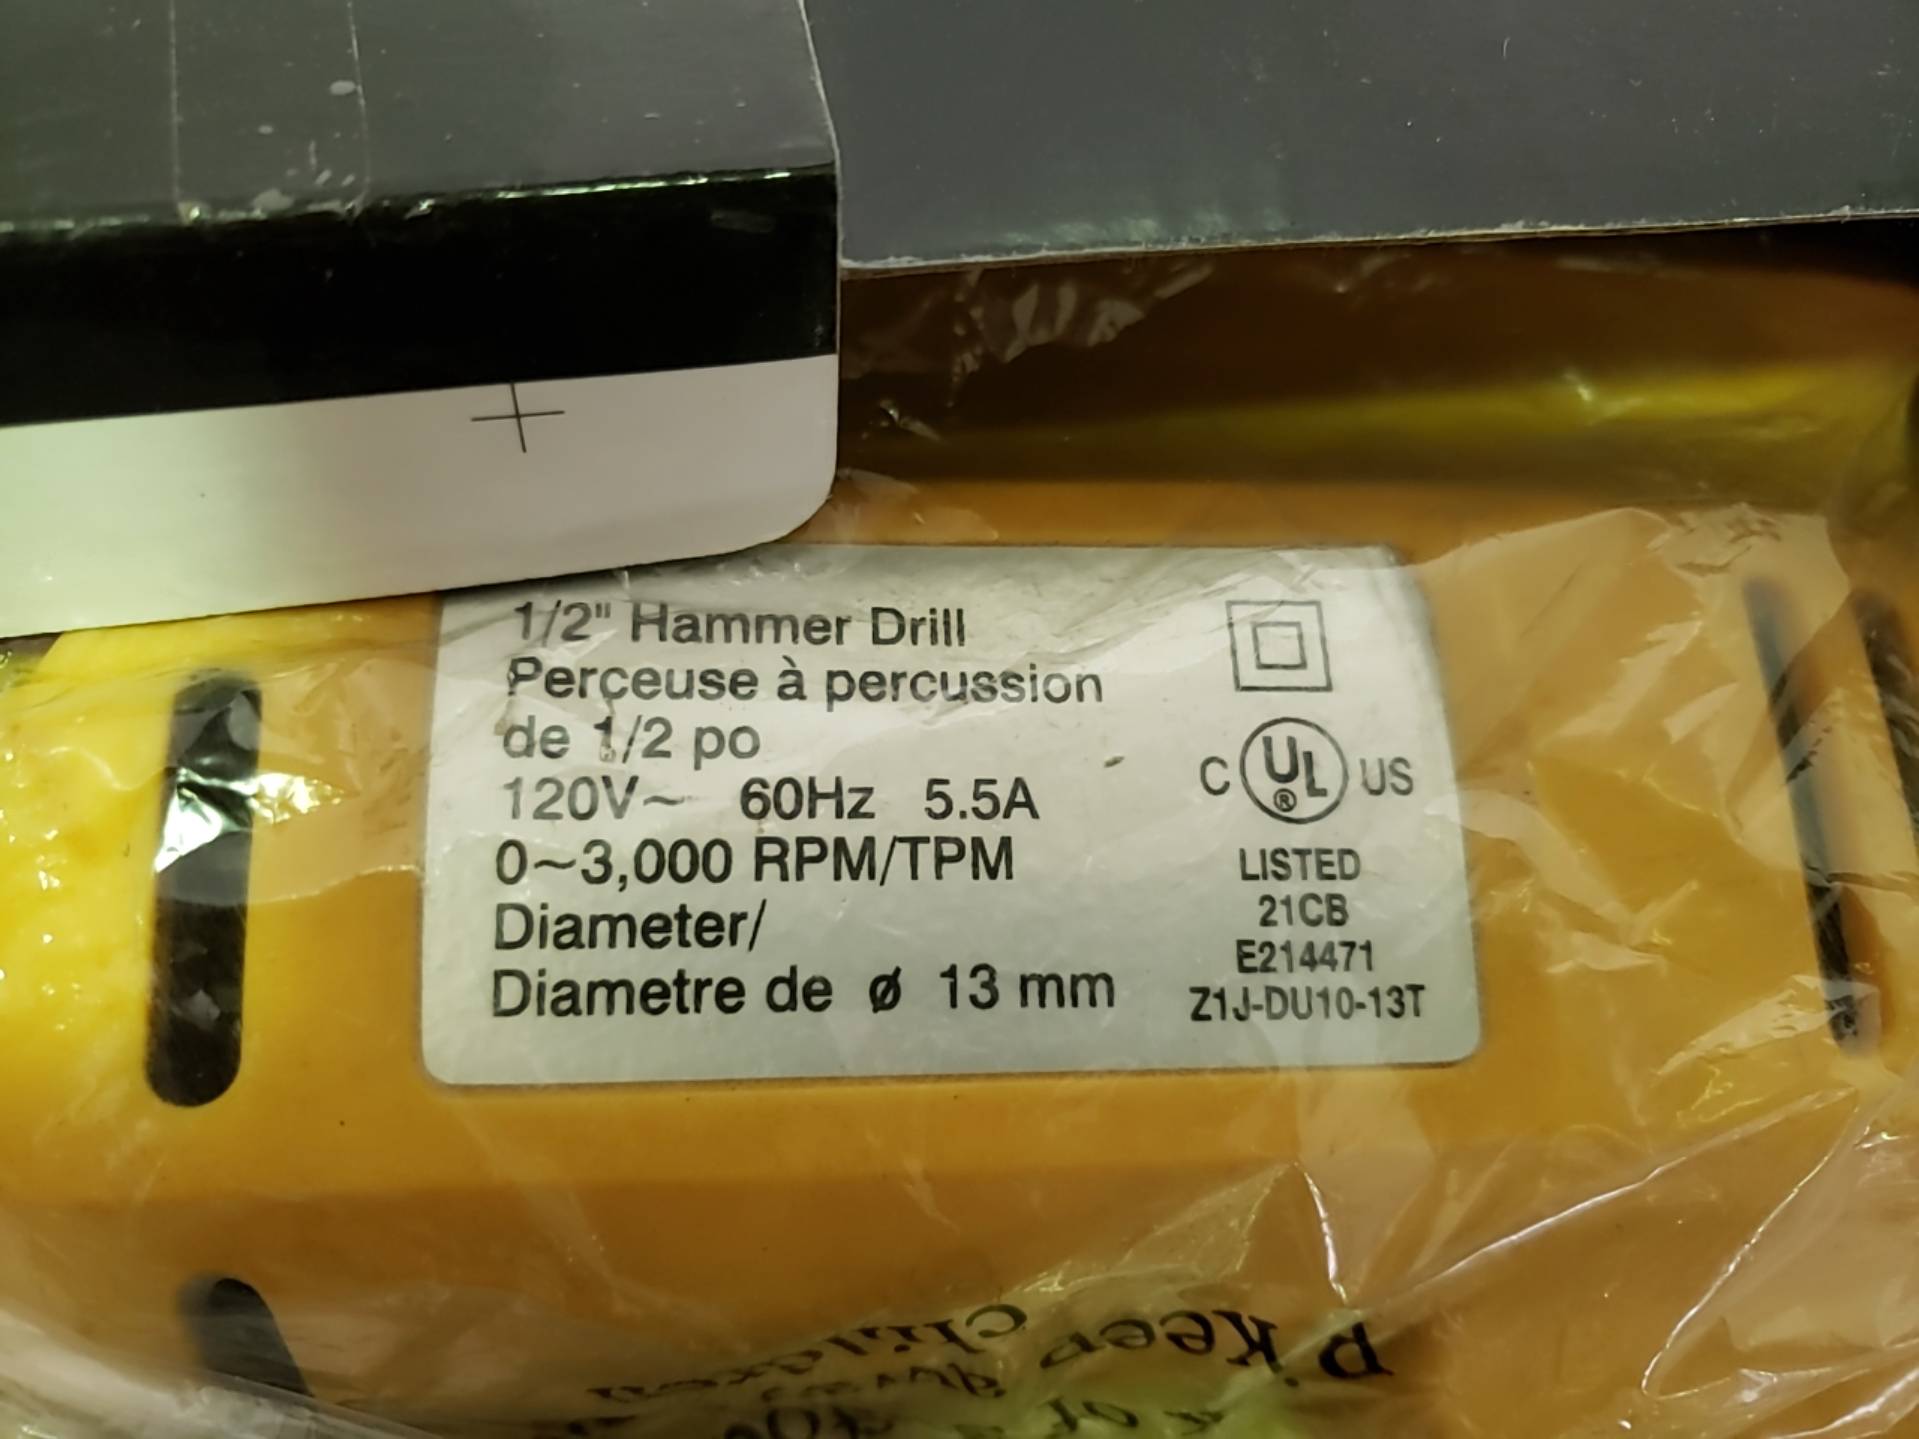 1/2" Hammer Drill
Perceuse à percussion
de 1/2 po
120V~ 60Hz 5.5A
0~3,000 RPM/TPM
Diameter/
Diametre de ø 13 mm
C UL® US
LISTED
21CB
E214471
Z1J-DU10-13T
Keep